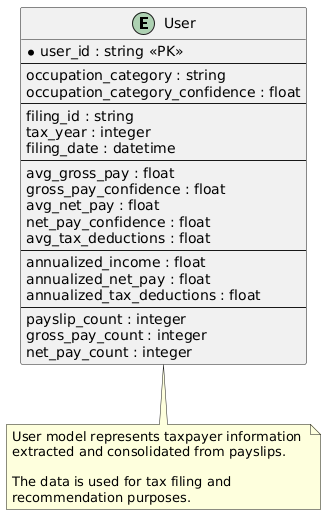 E User
* user_id : string «PK»
occupation_category : string
occupation_category_confidence : float
filing_id : string
tax_year : integer
filing_date : datetime
avg_gross_pay : float
gross_pay_confidence : float
avg_net_pay : float
net_pay_confidence : float
avg_tax_deductions : float
annualized_income : float
annualized_net_pay : float
annualized_tax_deductions : float
payslip_count : integer
gross_pay_count : integer
net_pay_count : integer
User model represents taxpayer information
extracted and consolidated from payslips.
The data is used for tax filing and
recommendation purposes.